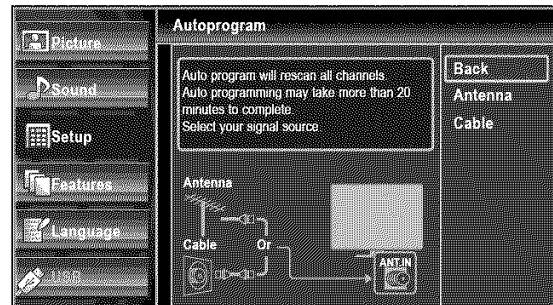 Autoprogram
Picture
Sound
Setup
Features
Language
USB
Auto program will rescan all channels.
Auto programming may take more than 20
minutes to complete.
Select your signal source.
Antenna
Cable
Or
ANT.IN
Back
Antenna
Cable